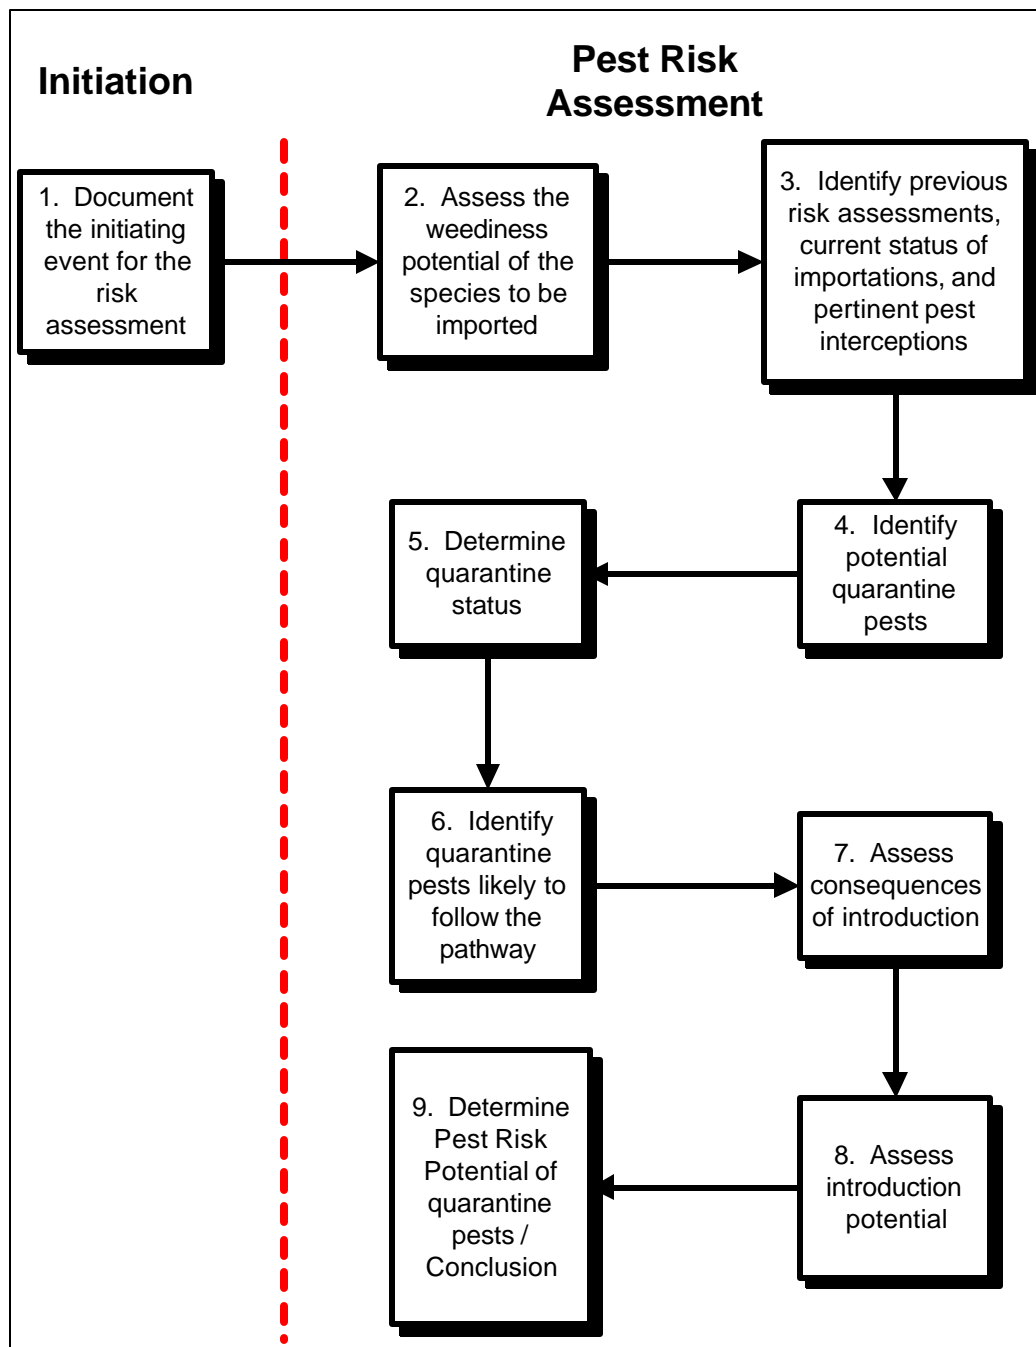 Initiation
Pest Risk
Assessment
1. Document
the initiating
event for the
risk
assessment
2. Assess the
weediness
potential of the
species to be
imported
3. Identify previous
risk assessments,
current status of
importations, and
pertinent pest
interceptions
4. Identify
potential
quarantine
pests
5. Determine
quarantine
status
6. Identify
quarantine
pests likely to
follow the
pathway
7. Assess
consequences
of introduction
8. Assess
introduction
potential
9. Determine
Pest Risk
Potential of
quarantine
pests /
Conclusion